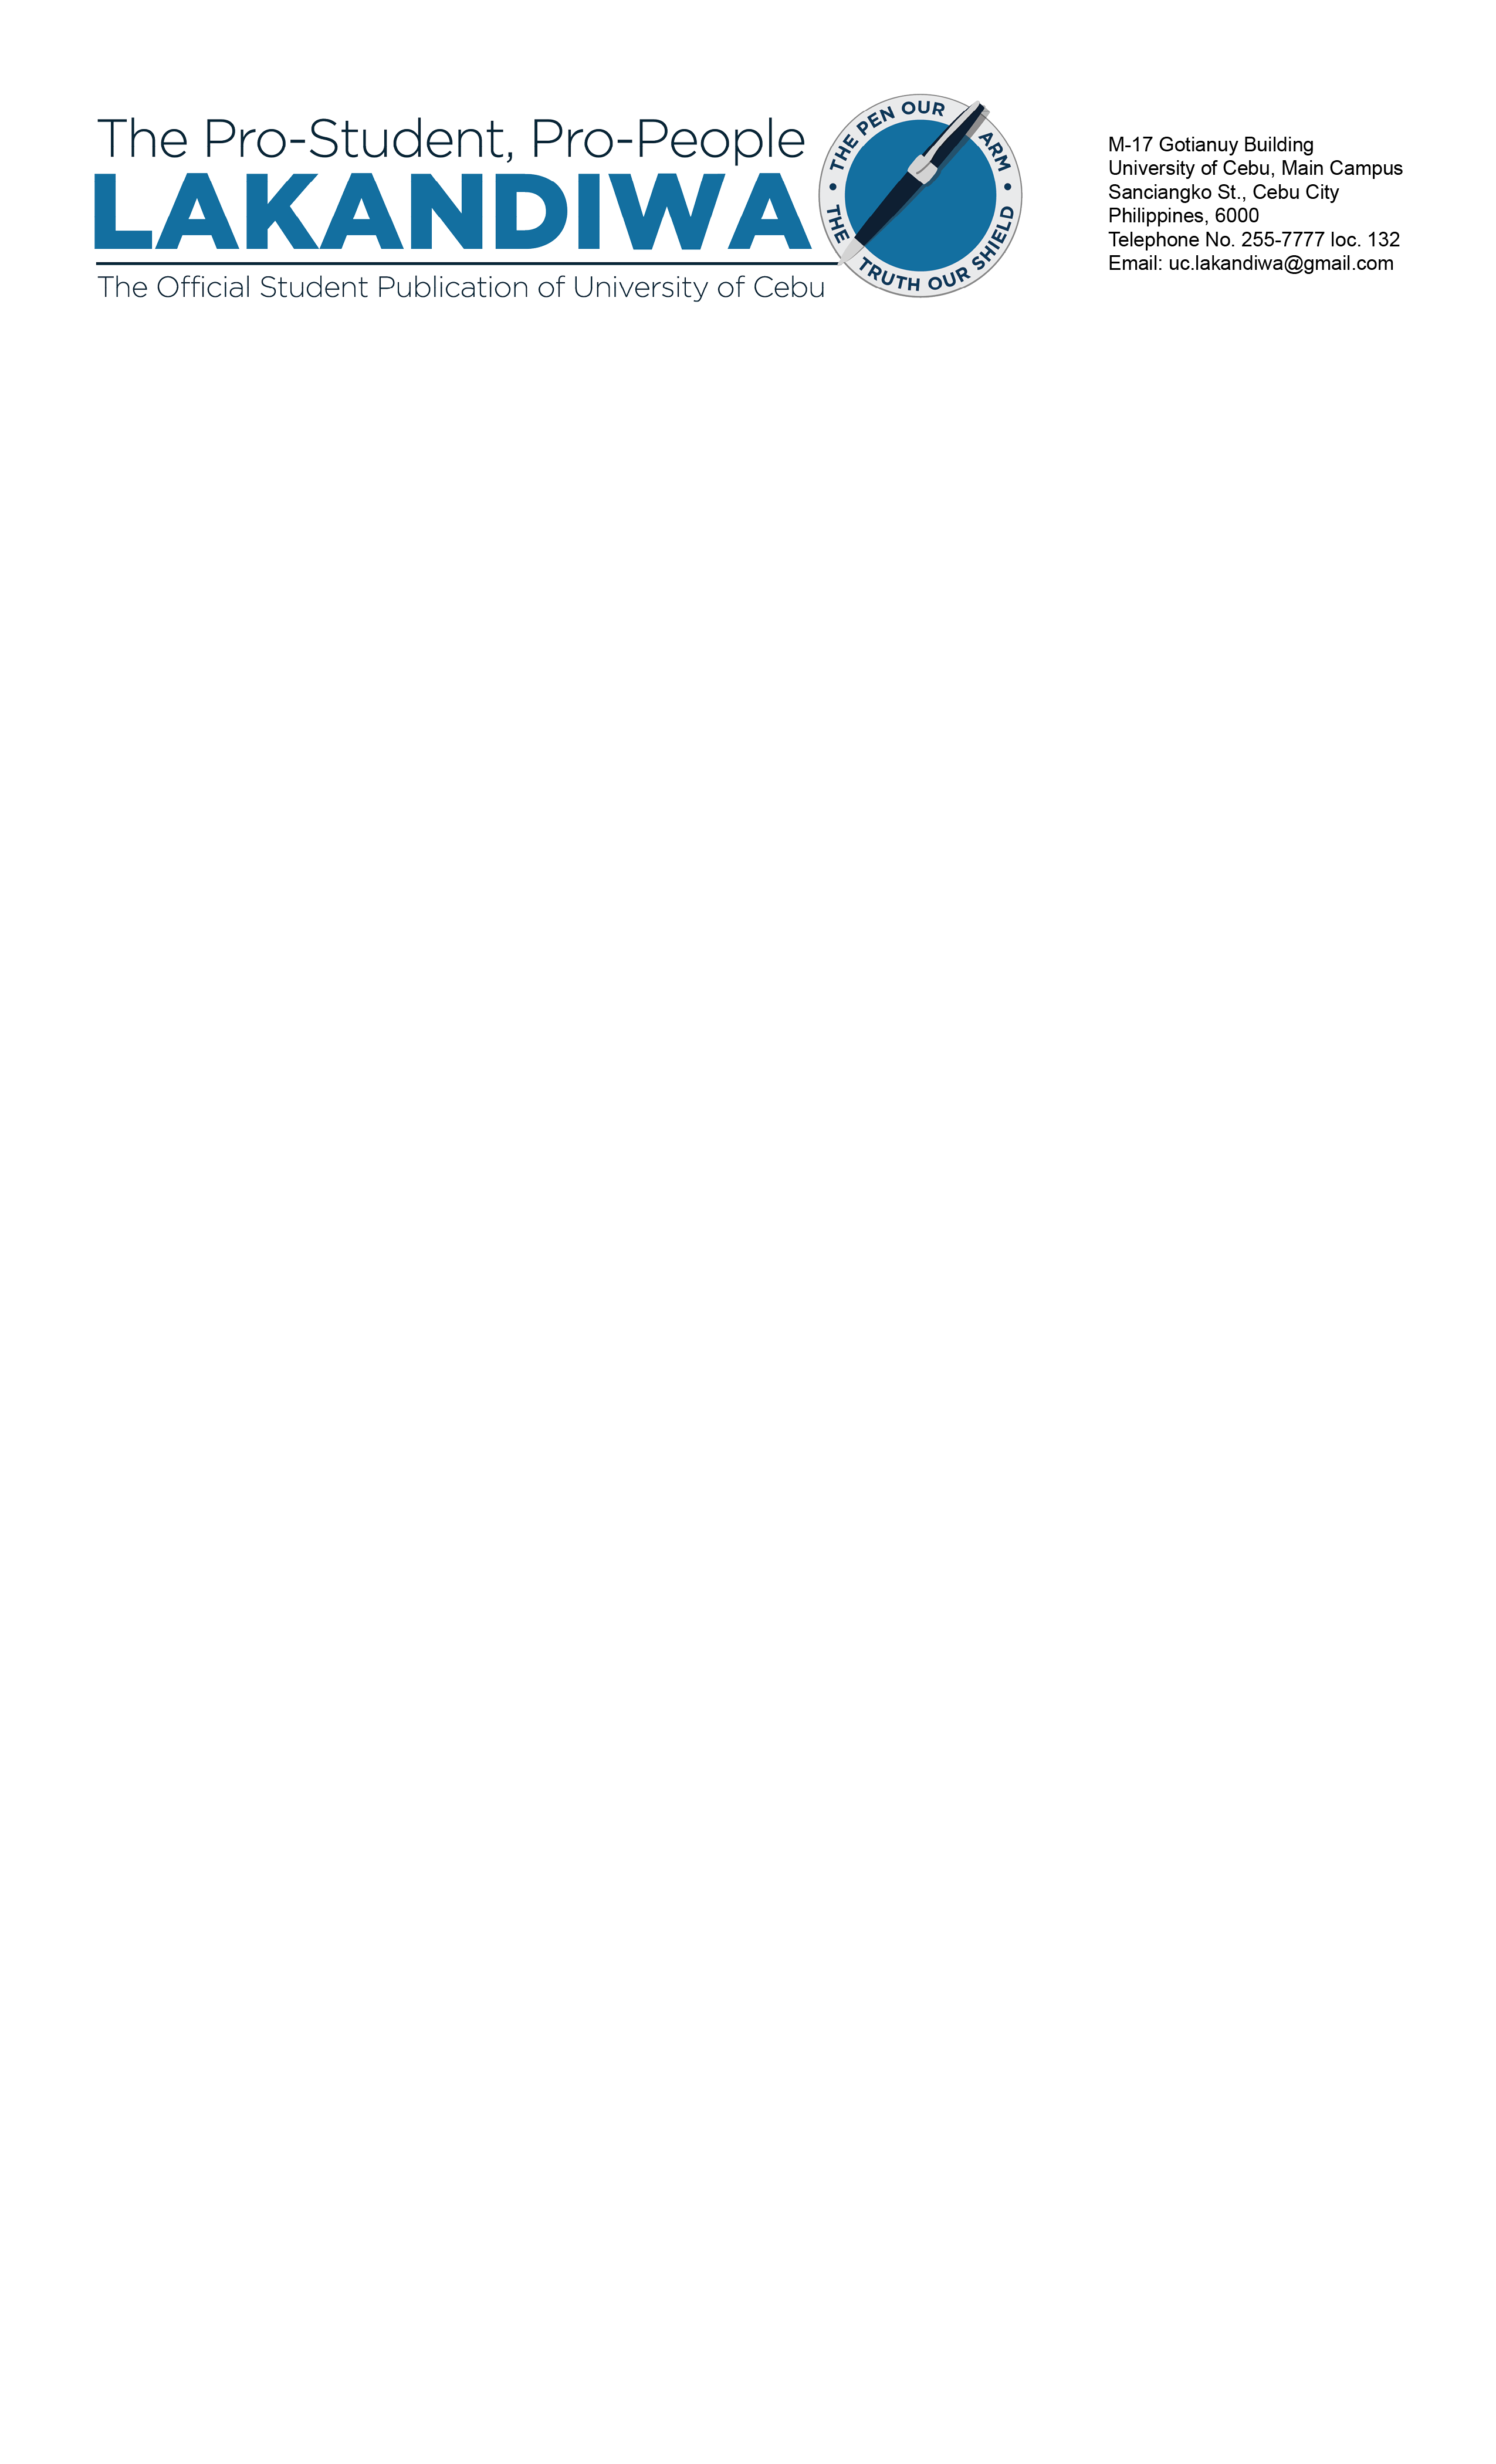 The Pro-Student, Pro-People
LAKANDIWA
The Official Student Publication of University of Cebu
THE PEN OUR ARM
THE TRUTH OUR SHIELD
M-17 Gotianuy Building
University of Cebu, Main Campus
Sanciangko St., Cebu City
Philippines, 6000
Telephone No. 255-7777 loc. 132
Email: uc.lakandiwa@gmail.com